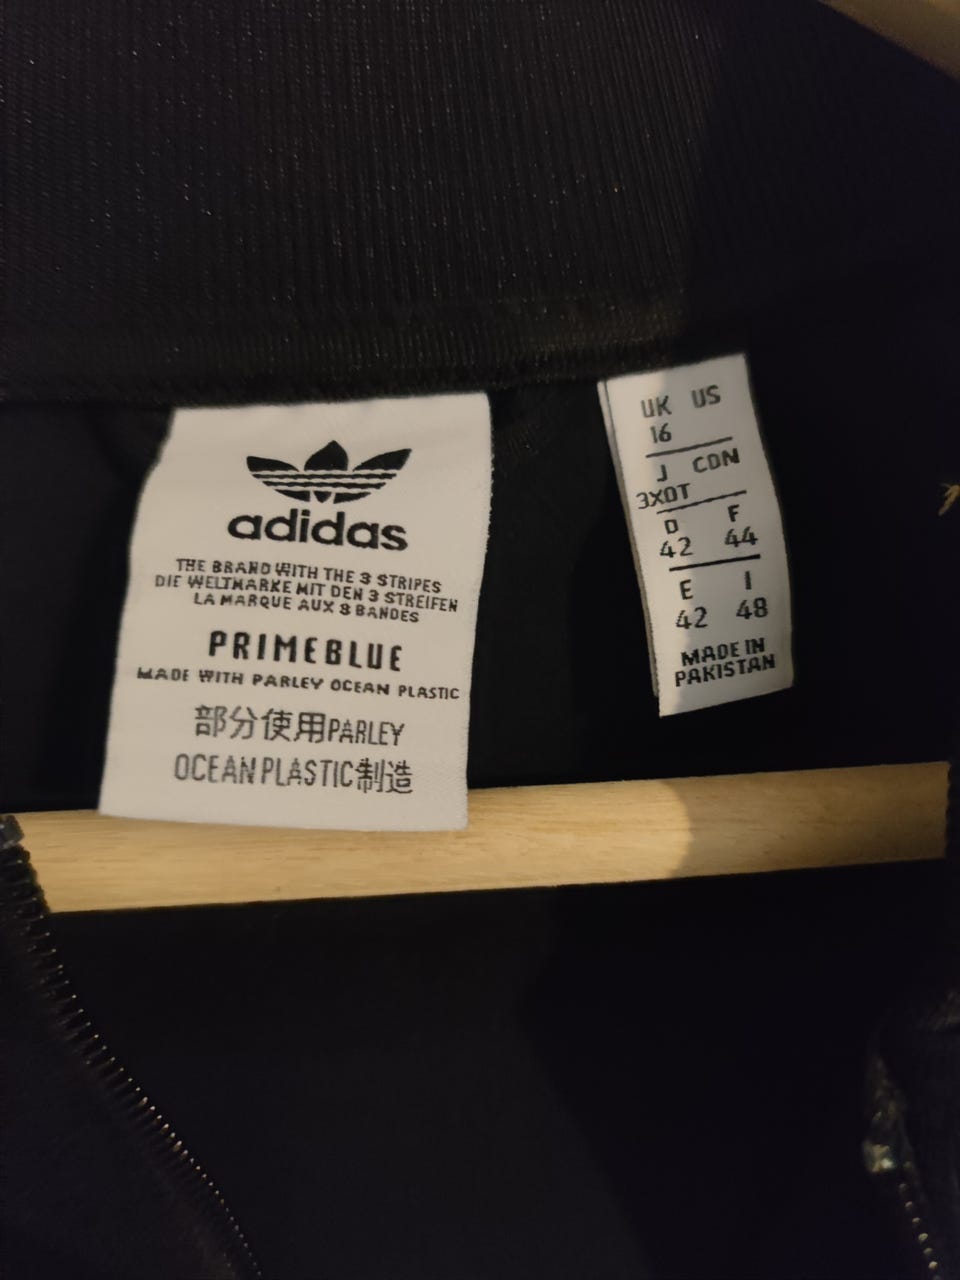 adidas
THE BRAND WITH THE 3 STRIPES
DIE WELTMARKE MIT DEN 3 STREIFEN
LA MARQUE AUX 3 BANDES
PRIMEBLUE
MADE WITH PARLEY OCEAN PLASTIC
部分使用PARLEY
OCEAN PLASTIC制造
UK US
16
J CDN
3XOT
D F
42 44
E I
42 48
MADE IN
PAKISTAN